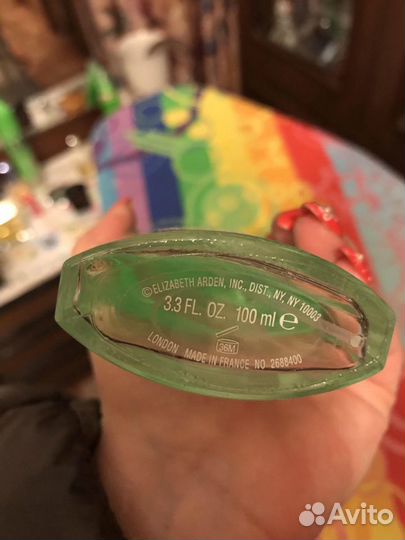 ©ELIZABETH ARDEN, INC., DIST. NY, NY 10003
3.3 FL. OZ. 100 ml ℮
36M
LONDON MADE IN FRANCE NO. 2688400
Avito